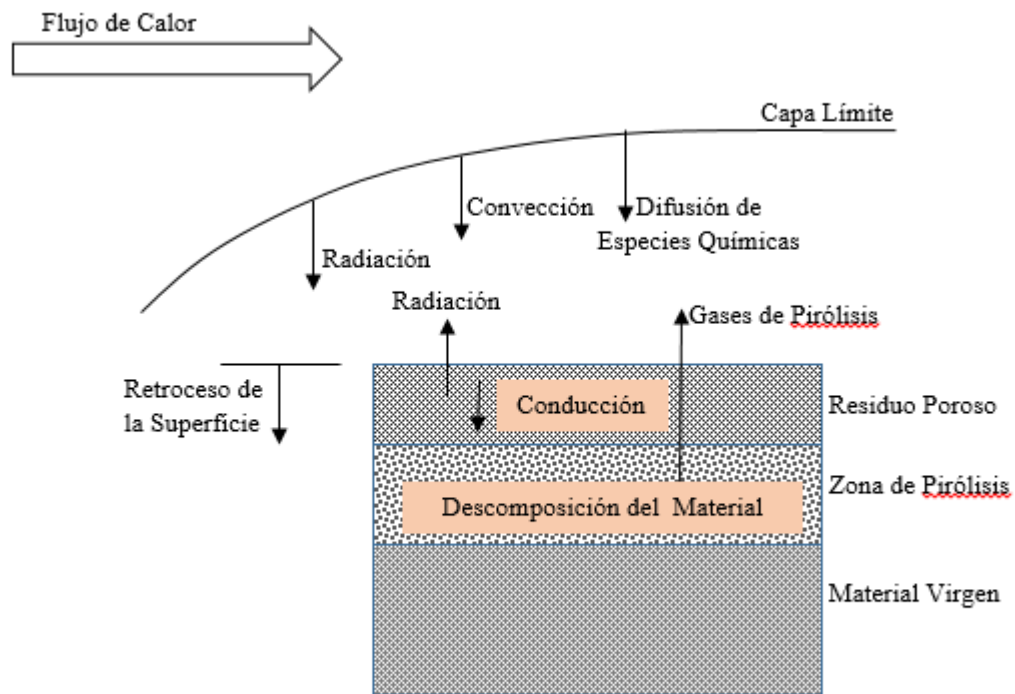 Flujo de Calor
Capa Límite
Convección
Difusión de
Especies Químicas
Radiación
Radiación
Gases de Pirólisis
Retroceso de
la Superfície
Conducción
Residuo Poroso
Zona de Pirólisis
Descomposición del Material
Material Virgen